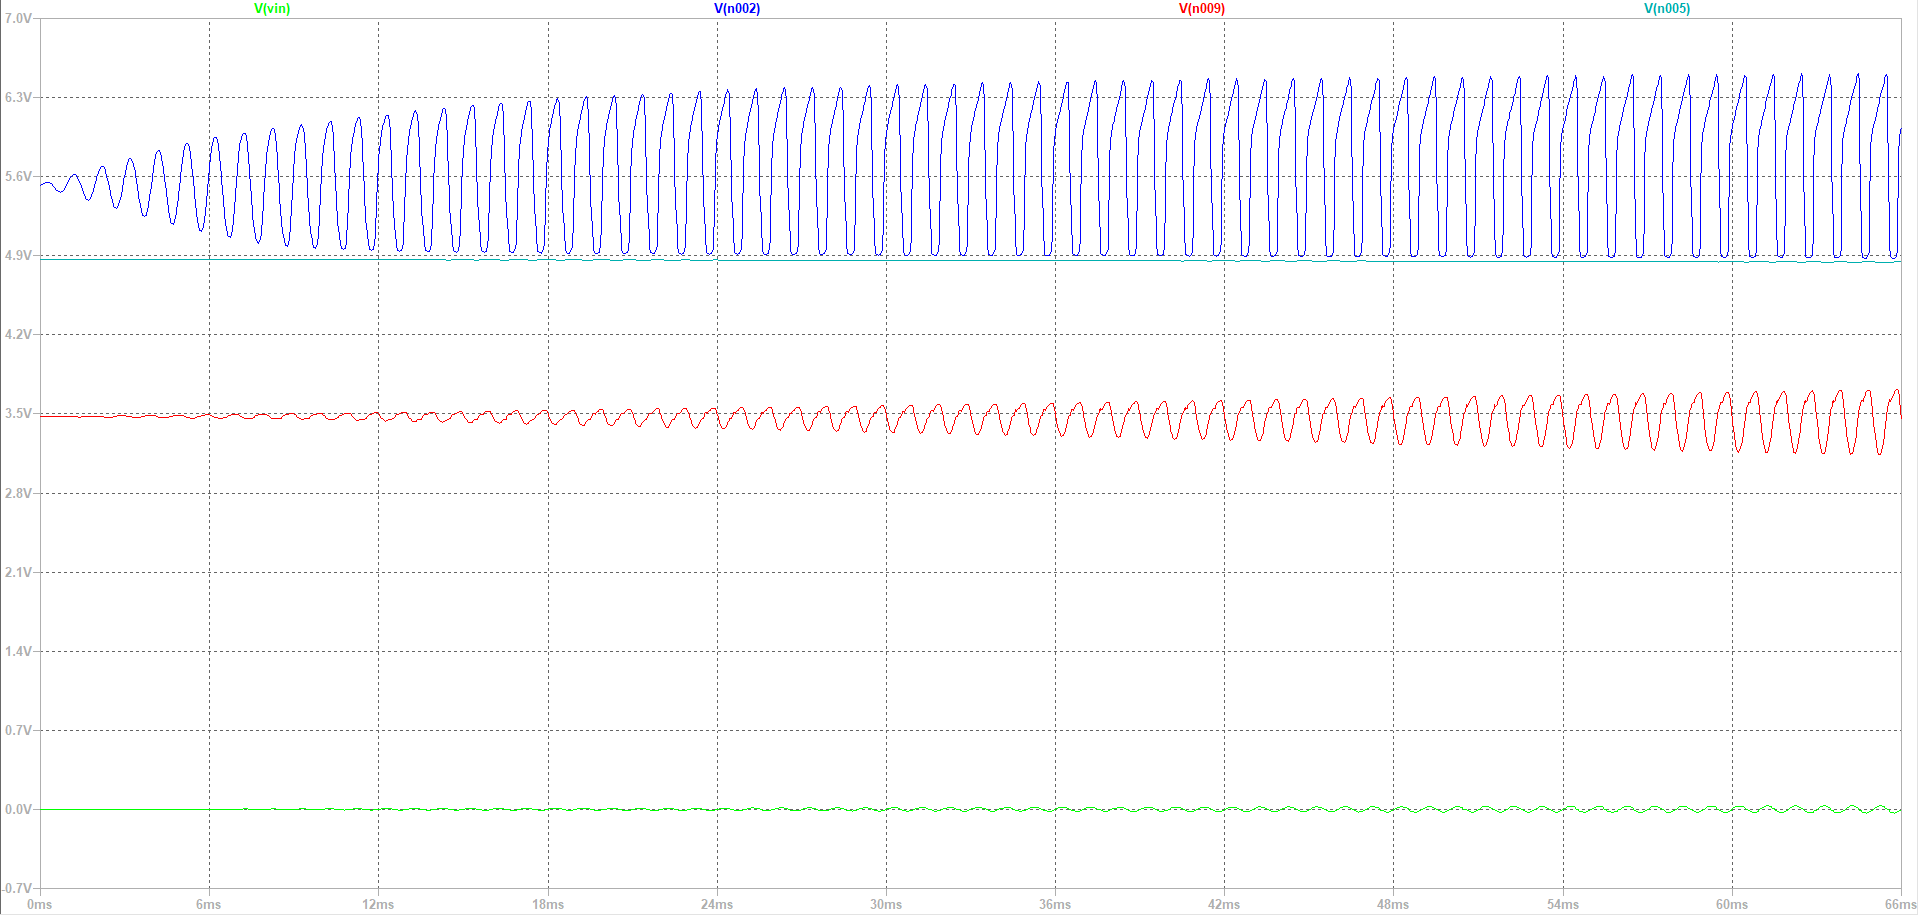 V(vin) V(n002) V(n009) V(n005)
7.0V
6.3V
5.6V
4.9V
4.2V
3.5V
2.8V
2.1V
1.4V
0.7V
0.0V
-0.7V
0ms 6ms 12ms 18ms 24ms 30ms 36ms 42ms 48ms 54ms 60ms 66ms